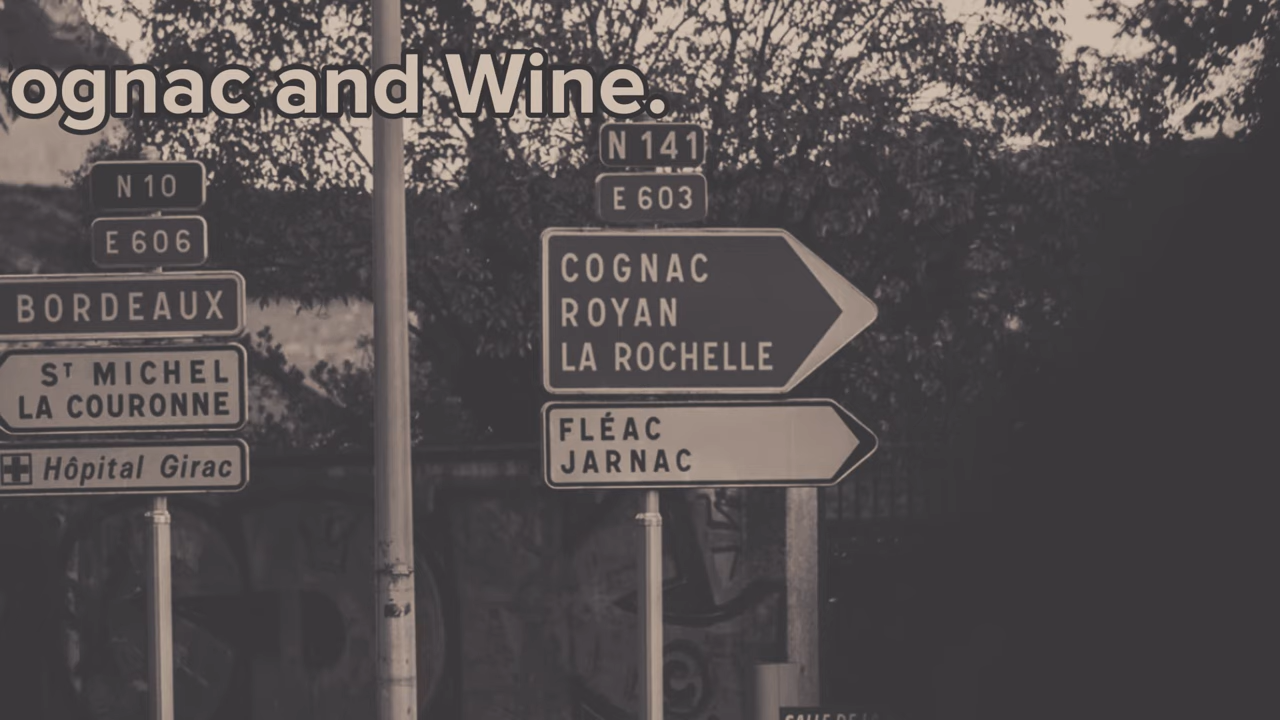 ognac and Wine.
N 10
E 606
BORDEAUX
Sᵀ MICHEL
LA COURONNE
Hôpital Girac
N 141
E 603
COGNAC
ROYAN
LA ROCHELLE
FLÉAC
JARNAC